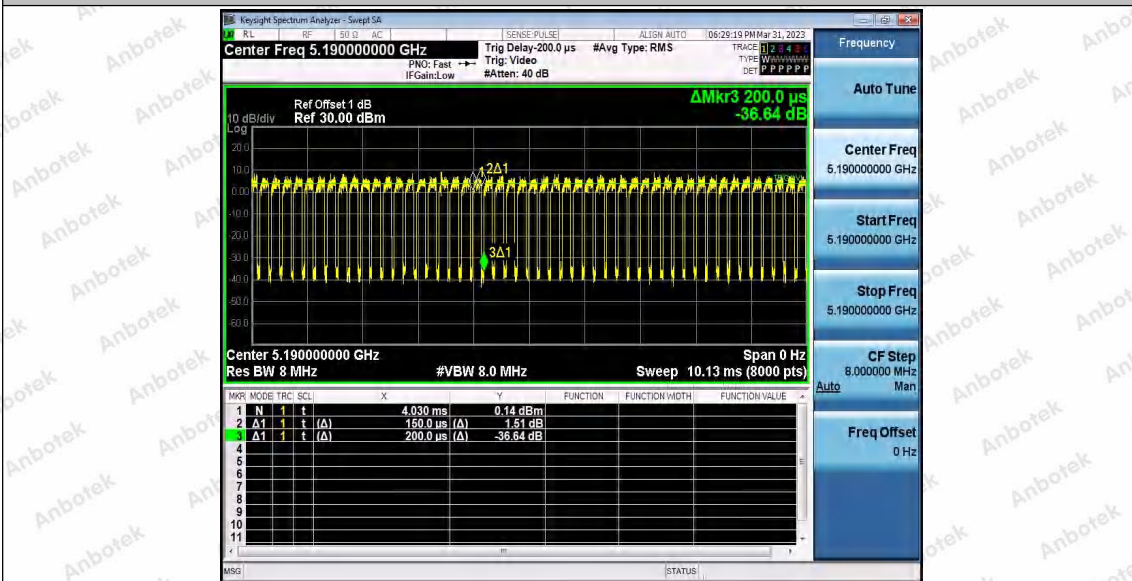 Keysight Spectrum Analyzer - Swept SA
RL RF 50 Ω AC SENSE:PULSE ALIGN AUTO 06:29:19 PM Mar 31, 2023
Center Freq 5.190000000 GHz
PNO: Fast
IFGain:Low
Trig Delay-200.0 µs
Trig: Video
#Atten: 40 dB
#Avg Type: RMS
TRACE 1 2 3 4
TYPE
DET P P P P P P
ΔMkr3 200.0 µs
-36.64 dB
Ref Offset 1 dB
Ref 30.00 dBm
10 dB/div
Log
20.0
10.0
0.00
-10.0
-20.0
-30.0
-40.0
-50.0
-60.0
1 2Δ1
3Δ1
Center 5.190000000 GHz
Span 0 Hz
Res BW 8 MHz
#VBW 8.0 MHz
Sweep 10.13 ms (8000 pts)
MKR MODE TRC SCL X Y FUNCTION FUNCTION WIDTH FUNCTION VALUE
1 N 1 t 4.030 ms 0.14 dBm
2 Δ1 1 t (Δ) 150.0 µs (Δ) 1.51 dB
3 Δ1 1 t (Δ) 200.0 µs (Δ) -36.64 dB
4
5
6
7
8
9
10
11
MSG
STATUS
Frequency
Auto Tune
Center Freq
5.190000000 GHz
Start Freq
5.190000000 GHz
Stop Freq
5.190000000 GHz
CF Step
8.000000 MHz
Auto Man
Freq Offset
0 Hz
Anbotek